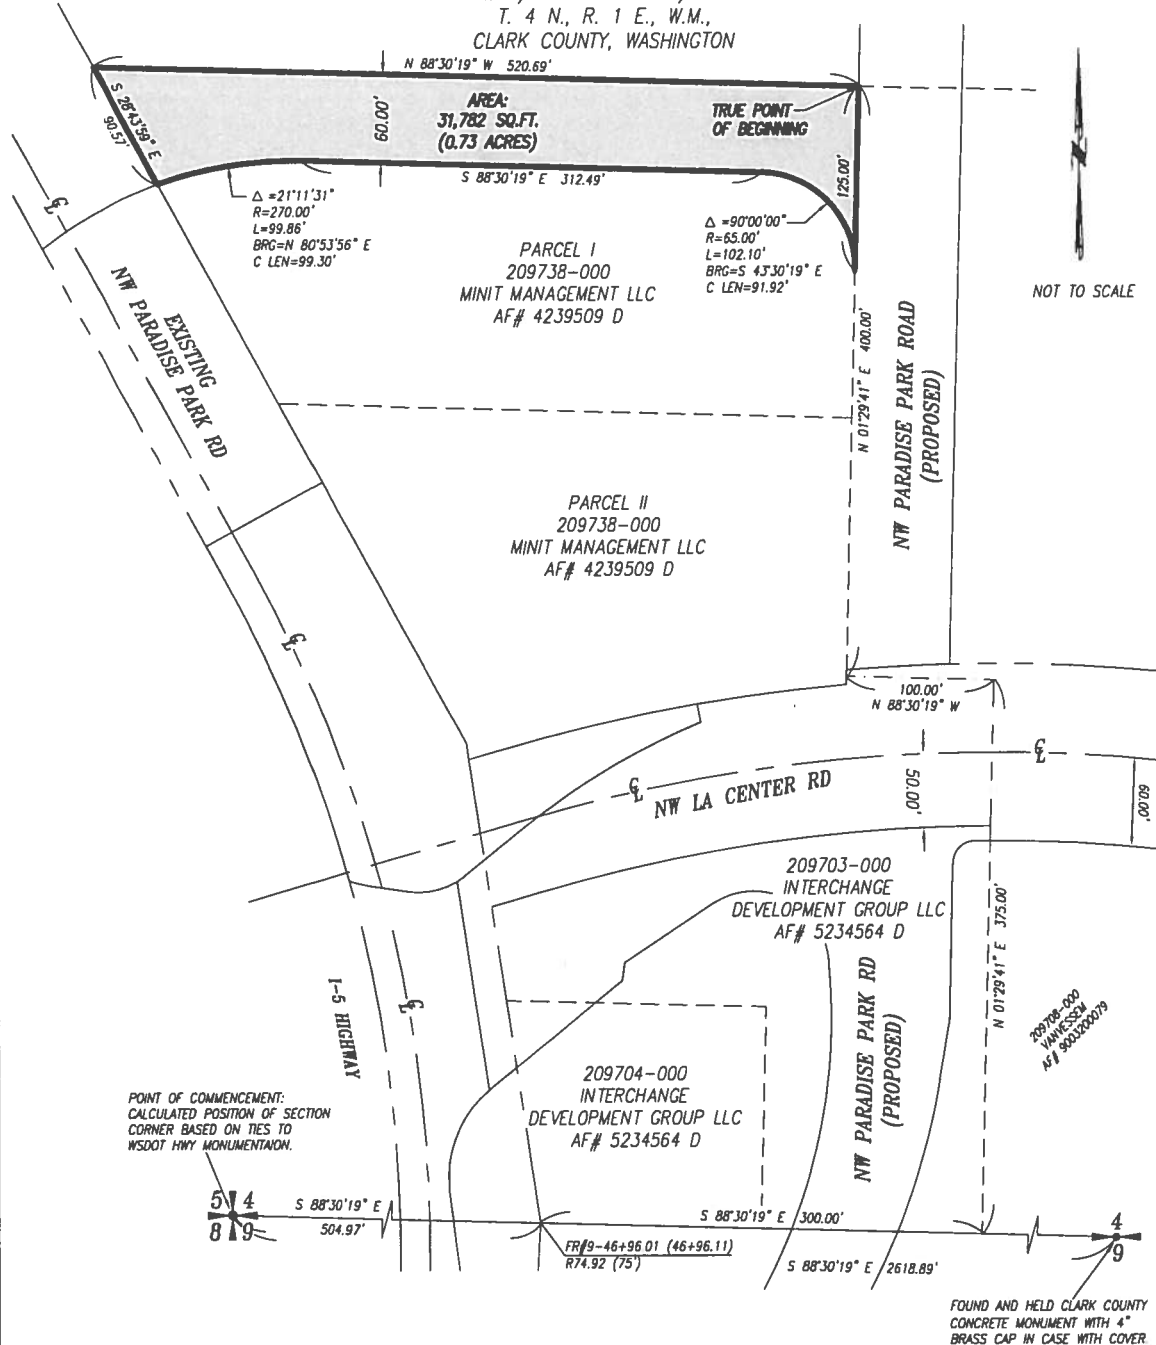 T. 4 N., R. 1 E., W.M.,
CLARK COUNTY, WASHINGTON
N 88°30'19" W 520.69'
S 28°43'59" E
90.57'
60.00'
AREA:
31,782 SQ.FT.
(0.73 ACRES)
TRUE POINT
OF BEGINNING
125.00'
S 88°30'19" E 312.49'
Δ =21°11'31"
R=270.00'
L=99.86'
BRG=N 80°53'56" E
C LEN=99.30'
Δ =90°00'00"
R=65.00'
L=102.10'
BRG=S 43°30'19" E
C LEN=91.92'
PARCEL I
209738-000
MINIT MANAGEMENT LLC
AF# 4239509 D
N
NOT TO SCALE
CL
EXISTING
NW PARADISE PARK RD
N 01°29'41" E 400.00'
NW PARADISE PARK ROAD
(PROPOSED)
PARCEL II
209738-000
MINIT MANAGEMENT LLC
AF# 4239509 D
CL
100.00'
N 88°30'19" W
CL
NW LA CENTER RD
50.00'
CL
60.00'
209703-000
INTERCHANGE
DEVELOPMENT GROUP LLC
AF# 5234564 D
N 01°29'41" E 375.00'
NW PARADISE PARK RD
(PROPOSED)
209708-000
VANVESSEM
AF# 9003200079
I-5 HIGHWAY
CL
209704-000
INTERCHANGE
DEVELOPMENT GROUP LLC
AF# 5234564 D
POINT OF COMMENCEMENT:
CALCULATED POSITION OF SECTION
CORNER BASED ON TIES TO
WSDOT HWY MONUMENTAION.
5 4
8 9
S 88°30'19" E
504.97'
S 88°30'19" E 300.00'
FR#9-46+96.01 (46+96.11)
R74.92 (75')
S 88°30'19" E 2618.89'
4
9
FOUND AND HELD CLARK COUNTY
CONCRETE MONUMENT WITH 4"
BRASS CAP IN CASE WITH COVER